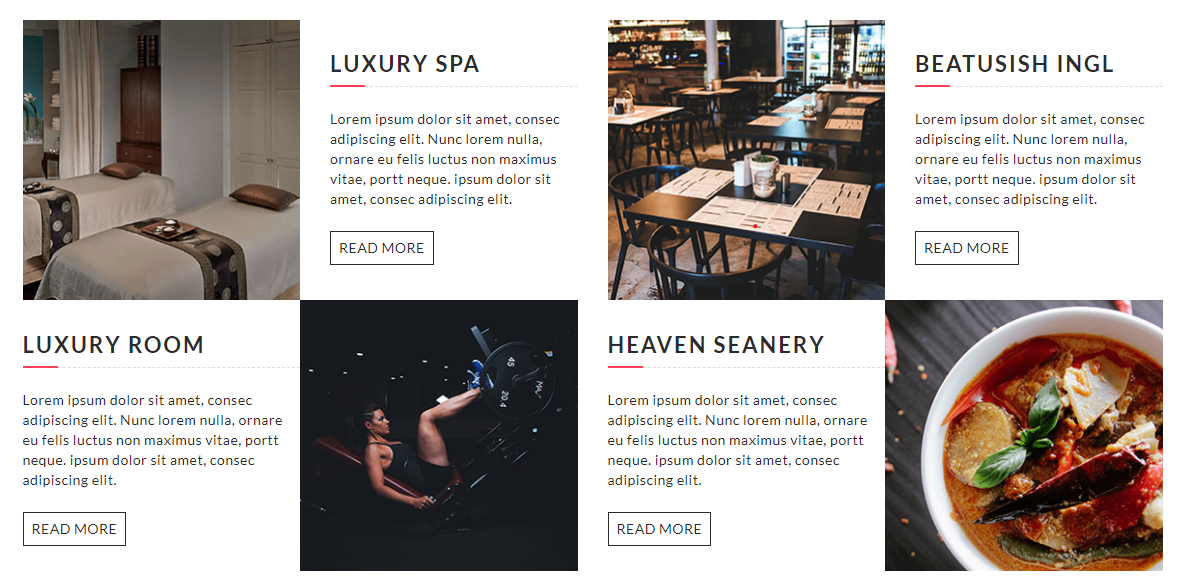 LUXURY SPA
Lorem ipsum dolor sit amet, consec
adipiscing elit. Nunc lorem nulla,
ornare eu felis luctus non maximus
vitae, portt neque. ipsum dolor sit
amet, consec adipiscing elit.
READ MORE
BEATUSISH INGL
Lorem ipsum dolor sit amet, consec
adipiscing elit. Nunc lorem nulla,
ornare eu felis luctus non maximus
vitae, portt neque. ipsum dolor sit
amet, consec adipiscing elit.
READ MORE
LUXURY ROOM
Lorem ipsum dolor sit amet, consec
adipiscing elit. Nunc lorem nulla, ornare
eu felis luctus non maximus vitae, portt
neque. ipsum dolor sit amet, consec
adipiscing elit.
READ MORE
45
20.4
HEAVEN SEANERY
Lorem ipsum dolor sit amet, consec
adipiscing elit. Nunc lorem nulla, ornare
eu felis luctus non maximus vitae, portt
neque. ipsum dolor sit amet, consec
adipiscing elit.
READ MORE